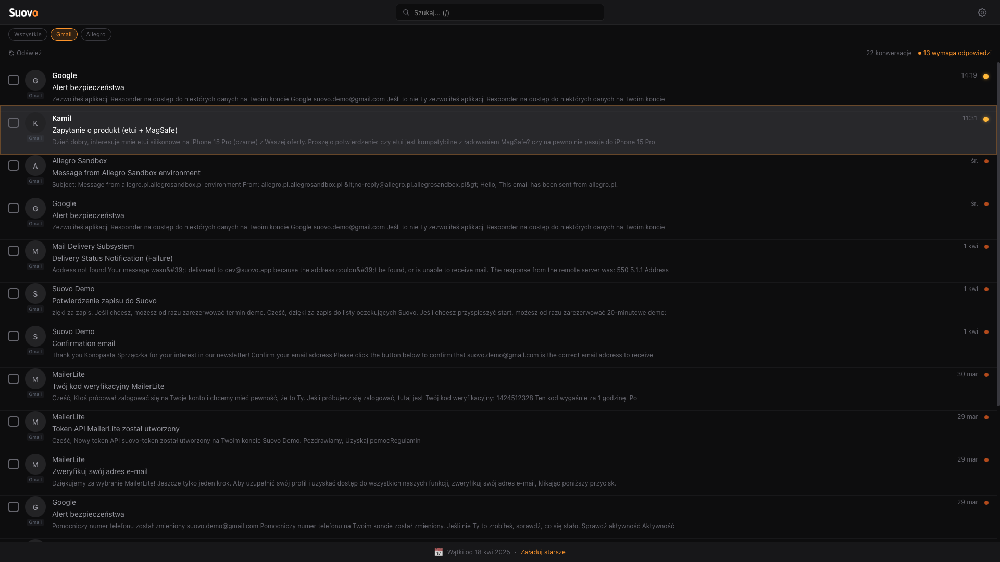 Suovo
Szukaj... (/)
Wszystkie
Gmail
Allegro
Odśwież
22 konwersacje
13 wymaga odpowiedzi
G
Gmail
Google
14:19
Alert bezpieczeństwa
Zezwoliłeś aplikacji Responder na dostęp do niektórych danych na Twoim koncie Google suovo.demo@gmail.com Jeśli to nie Ty zezwoliłeś aplikacji Responder na dostęp do niektórych danych na Twoim koncie
K
Gmail
Kamil
11:31
Zapytanie o produkt (etui + MagSafe)
Dzień dobry, interesuje mnie etui silikonowe na iPhone 15 Pro (czarne) z Waszej oferty. Proszę o potwierdzenie: czy etui jest kompatybilne z ładowaniem MagSafe? czy na pewno nie pasuje do iPhone 15 Pro
A
Gmail
Allegro Sandbox
śr.
Message from Allegro Sandbox environment
Subject: Message from allegro.pl.allegrosandbox.pl environment From: allegro.pl.allegrosandbox.pl &lt;no-reply@allegro.pl.allegrosandbox.pl&gt; Hello, This email has been sent from allegro.pl.
G
Gmail
Google
śr.
Alert bezpieczeństwa
Zezwoliłeś aplikacji Responder na dostęp do niektórych danych na Twoim koncie Google suovo.demo@gmail.com Jeśli to nie Ty zezwoliłeś aplikacji Responder na dostęp do niektórych danych na Twoim koncie
M
Gmail
Mail Delivery Subsystem
1 kwi
Delivery Status Notification (Failure)
Address not found Your message wasn&#39;t delivered to dev@suovo.app because the address couldn&#39;t be found, or is unable to receive mail. The response from the remote server was: 550 5.1.1 Address
S
Gmail
Suovo Demo
1 kwi
Potwierdzenie zapisu do Suovo
zięki za zapis. Jeśli chcesz, możesz od razu zarezerwować termin demo. Cześć, dzięki za zapis do listy oczekujących Suovo. Jeśli chcesz przyspieszyć start, możesz od razu zarezerwować 20-minutowe demo:
S
Gmail
Suovo Demo
1 kwi
Confirmation email
Thank you Konopasta Sprzączka for your interest in our newsletter! Confirm your email address Please click the button below to confirm that suovo.demo@gmail.com is the correct email address to receive
M
Gmail
MailerLite
30 mar
Twój kod weryfikacyjny MailerLite
Cześć, Ktoś próbował zalogować się na Twoje konto i chcemy mieć pewność, że to Ty. Jeśli próbujesz się zalogować, tutaj jest Twój kod weryfikacyjny: 1424512328 Ten kod wygaśnie za 1 godzinę. Po
M
Gmail
MailerLite
29 mar
Token API MailerLite został utworzony
Cześć, Nowy token API suovo-token został utworzony na Twoim koncie Suovo Demo. Pozdrawiamy, Uzyskaj pomocRegulamin
M
Gmail
MailerLite
29 mar
Zweryfikuj swój adres e-mail
Dziękujemy za wybranie MailerLite! Jeszcze tylko jeden krok. Aby uzupełnić swój profil i uzyskać dostęp do wszystkich naszych funkcji, zweryfikuj swój adres e-mail, klikając poniższy przycisk.
G
Gmail
Google
29 mar
Alert bezpieczeństwa
Pomocniczy numer telefonu został zmieniony suovo.demo@gmail.com Pomocniczy numer telefonu na Twoim koncie został zmieniony. Jeśli nie Ty to zrobiłeś, sprawdź, co się stało. Sprawdź aktywność Aktywność
17 Wątki od 18 kwi 2025 · Załaduj starsze